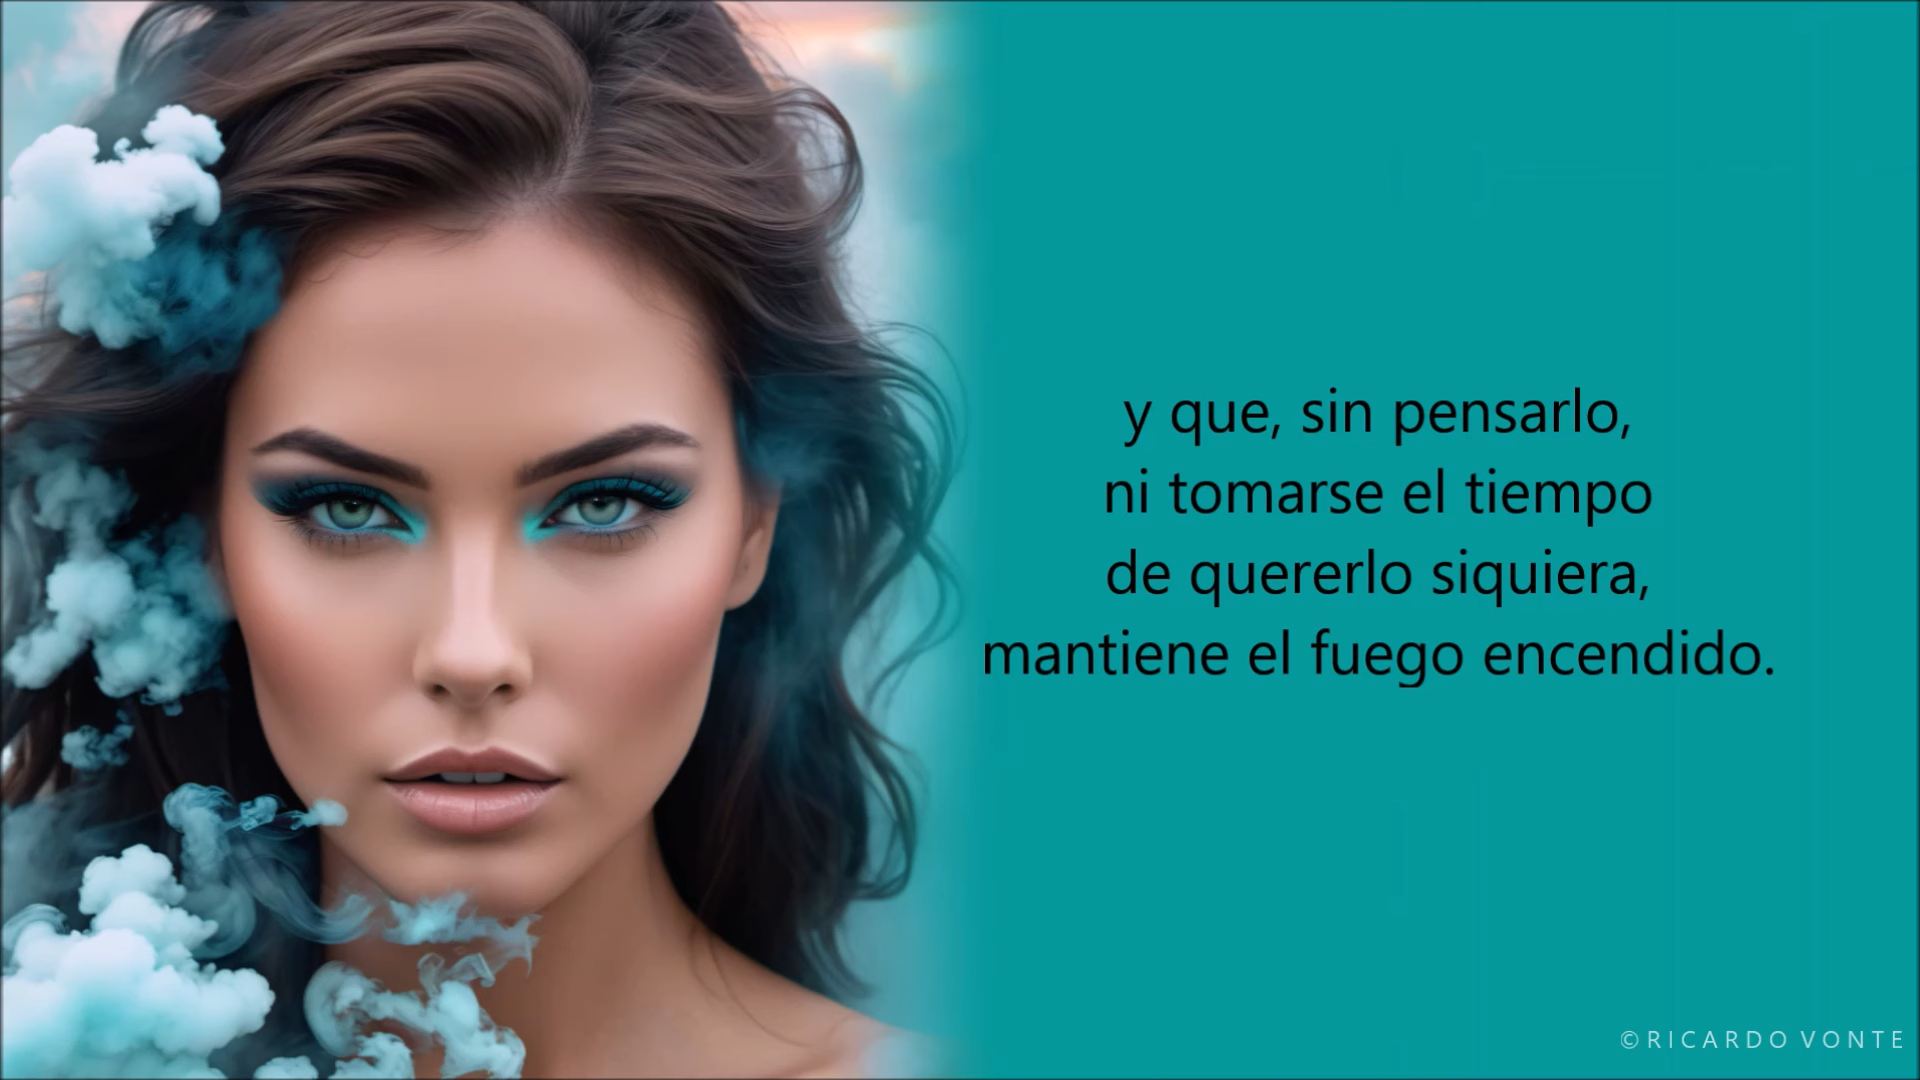 y que, sin pensarlo,
ni tomarse el tiempo
de quererlo siquiera,
mantiene el fuego encendido.
©RICARDO VONTE